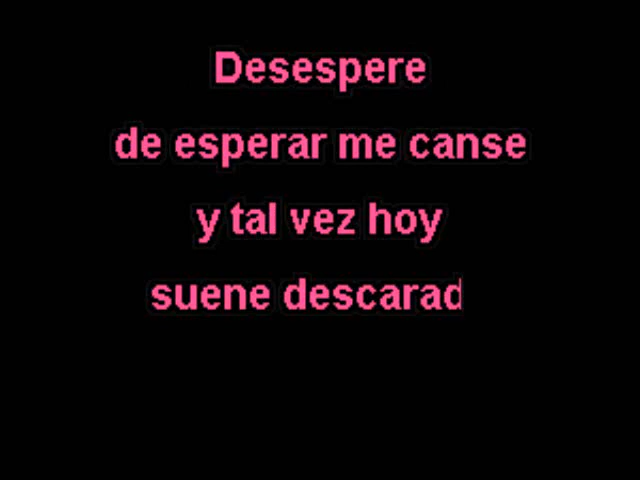 Desespere
de esperar me canse
y tal vez hoy
suene descarad